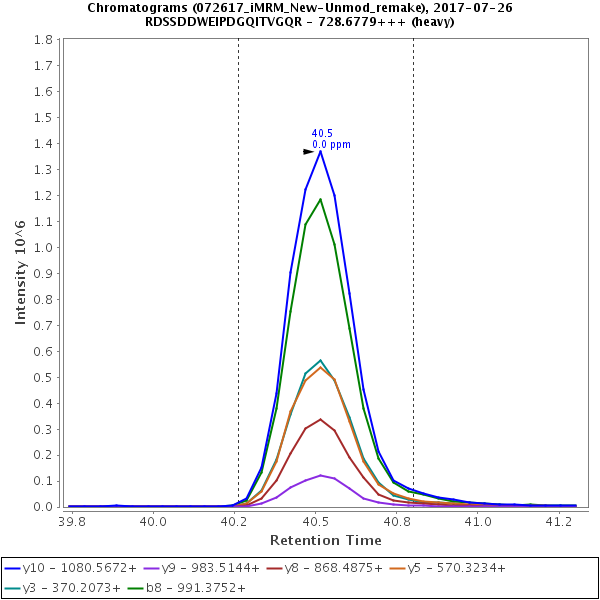 Chromatograms (072617_iMRM_New-Unmod_remake), 2017-07-26
RDSSDDWEIPDGQITVGQR - 728.6779+++ (heavy)
1.8
1.7
1.6
1.5
1.4
1.3
1.2
1.1
1.0
0.9
0.8
0.7
0.6
0.5
0.4
0.3
0.2
0.1
0.0
Intensity 10^6
40.5
0.0 ppm
39.8 40.0 40.2 40.5 40.8 41.0 41.2
Retention Time
y10 - 1080.5672+ y9 - 983.5144+ y8 - 868.4875+ y5 - 570.3234+
y3 - 370.2073+ b8 - 991.3752+